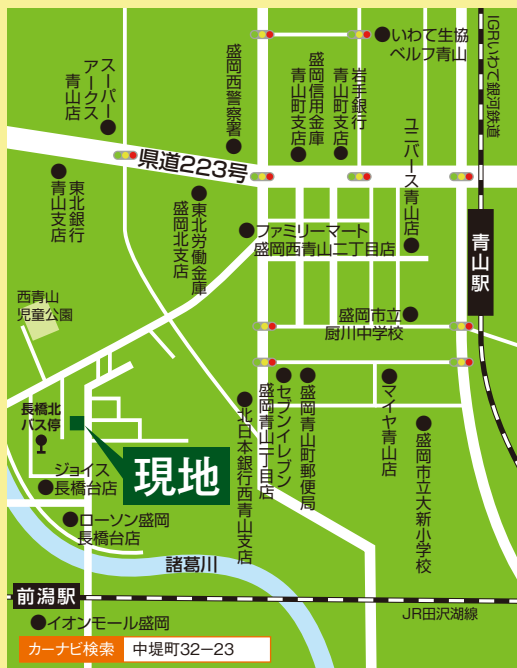 いわて生協
ベルフ青山
IGRいわて銀河鉄道
スーパー
アークス
青山店
盛岡西警察署
盛岡信用金庫
青山町支店
岩手銀行
青山町支店
ユニバース青山店
県道223号
東北銀行
青山支店
東北労働金庫
盛岡北支店
ファミリーマート
盛岡西青山二丁目店
青山駅
西青山
児童公園
盛岡市立
厨川中学校
長橋北
バス停
現地
ジョイス
長橋台店
ローソン盛岡
長橋台店
北日本銀行西青山支店
セブンイレブン
盛岡青山二丁目店
盛岡青山町郵便局
マイヤ青山店
盛岡市立大新小学校
諸葛川
前潟駅
JR田沢湖線
イオンモール盛岡
カーナビ検索 中堤町32−23